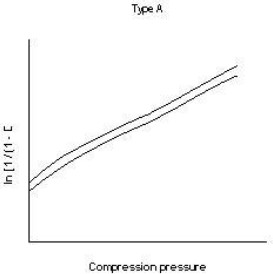 Type A
ln [1/(1-D
Compression pressure